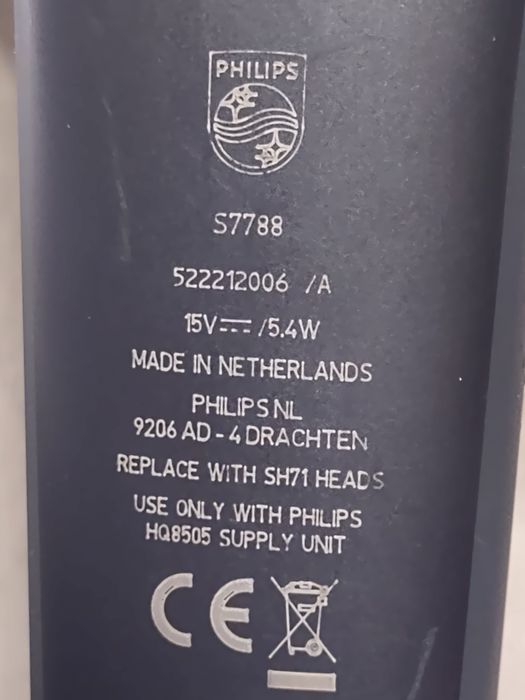 PHILIPS
S7788
522212006 /A
15V⎓/5.4W
MADE IN NETHERLANDS
PHILIPS NL
9206 AD - 4 DRACHTEN
REPLACE WITH SH71 HEADS
USE ONLY WITH PHILIPS
HQ8505 SUPPLY UNIT
CE